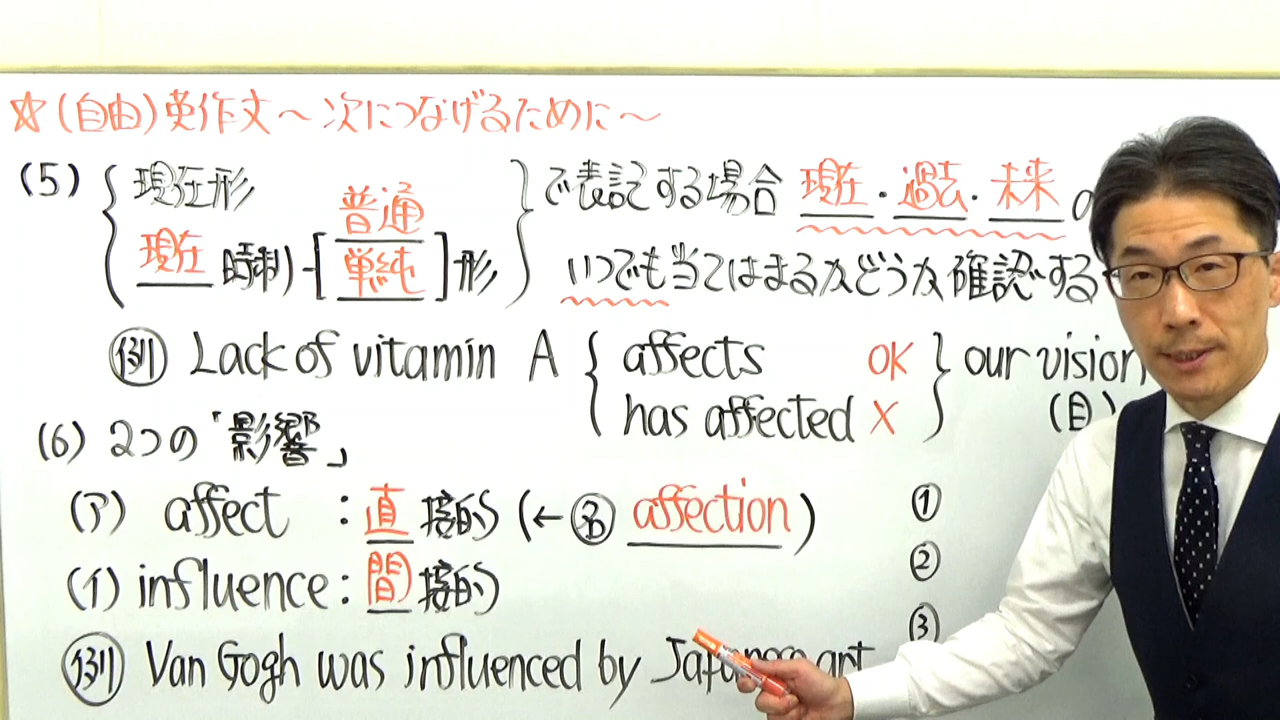 ☆(自由)英作文～次につなげるために～
(5) { 現在形
現在時制-[普通 単純]形 } で表記する場合 現在・過去・未来の
いつでも当てはまるかどうか確認する
例 Lack of vitamin A { affects OK
has affected X } our vision
(目)
(6) 2つの「影響」
(ア) affect : 直接的 (←名 affection)
(イ) influence : 間接的
例 Van Gogh was influenced by Japanese art
①
②
③